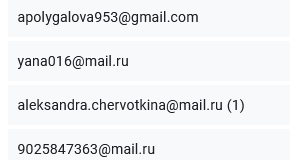 apolygalova953@gmail.com
yana016@mail.ru
aleksandra.chervotkina@mail.ru (1)
9025847363@mail.ru